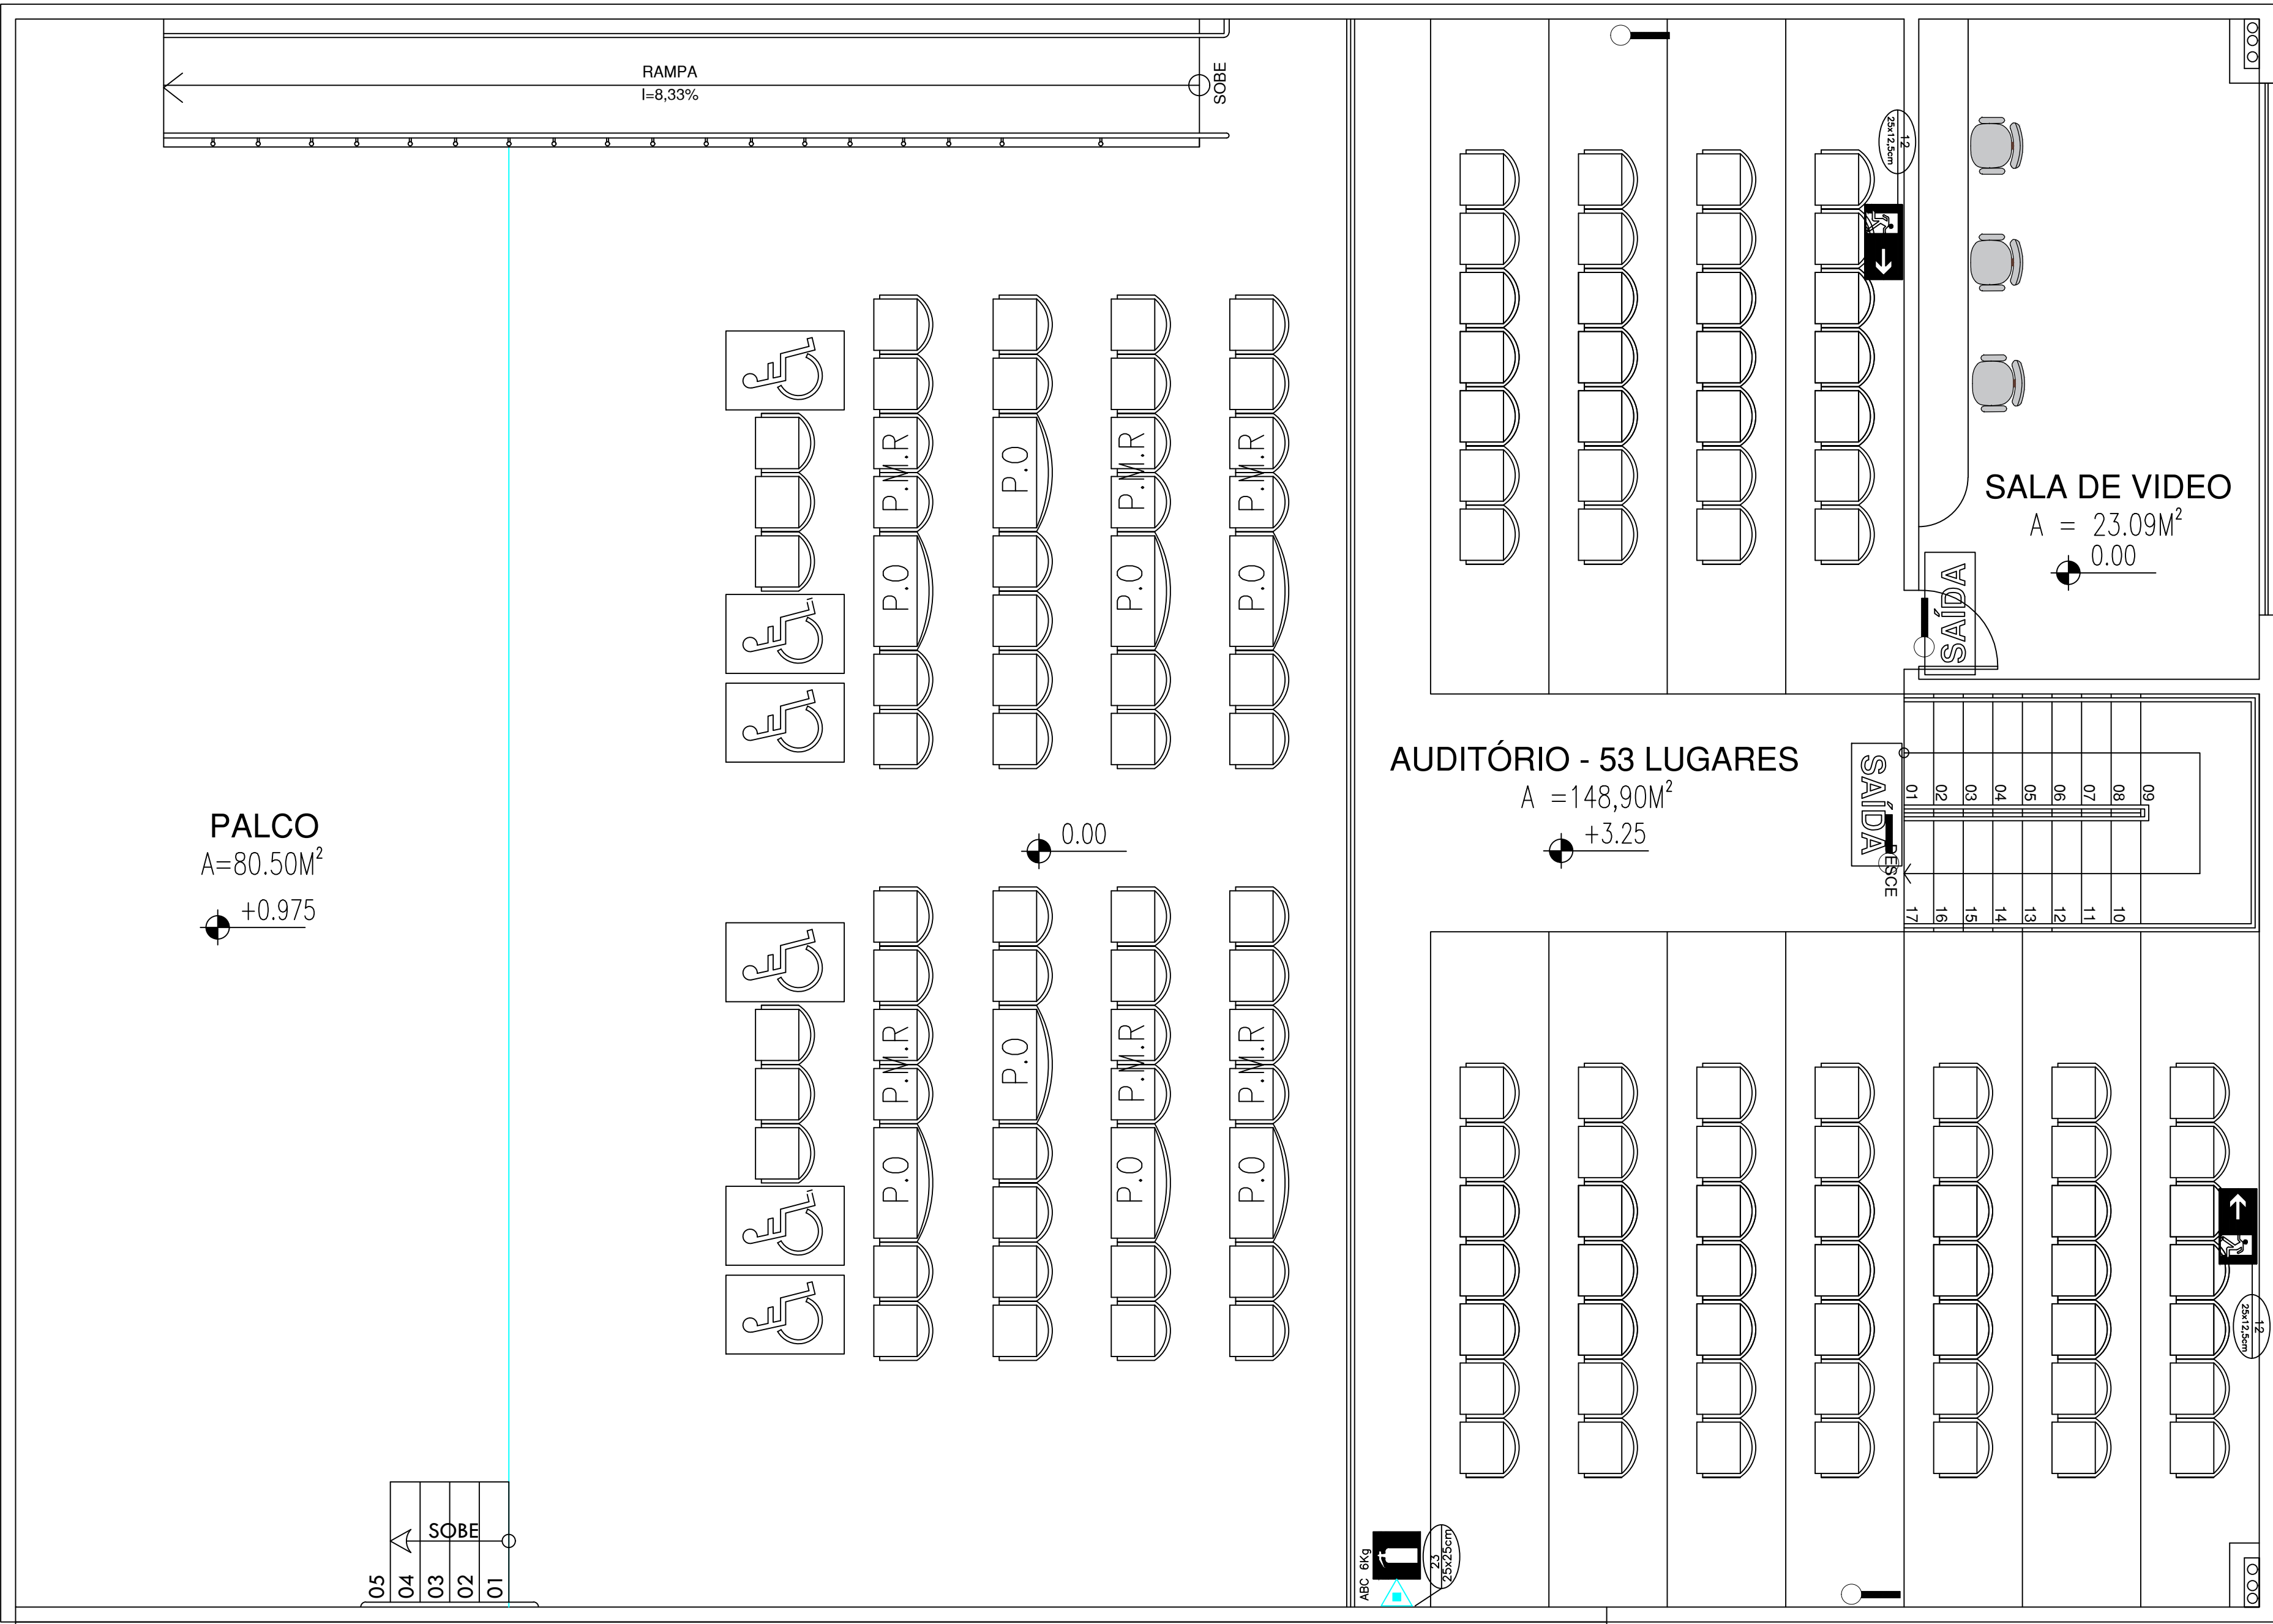 RAMPA
I=8,33%
SOBE
12
25x12,5cm
SALA DE VIDEO
A = 23.09M²
0.00
SAÍDA
P.M.R
P.O
P.O
P.M.R
P.O
P.M.R
P.O
AUDITÓRIO - 53 LUGARES
A =148,90M²
+3.25
SAÍDA
DESCE
01
02
03
04
05
06
07
08
09
17
16
15
14
13
12
11
10
PALCO
A=80.50M²
+0.975
0.00
P.M.R
P.O
P.O
P.M.R
P.O
P.M.R
P.O
12
25x12,5cm
SOBE
05
04
03
02
01
ABC 6Kg
23
25x25cm